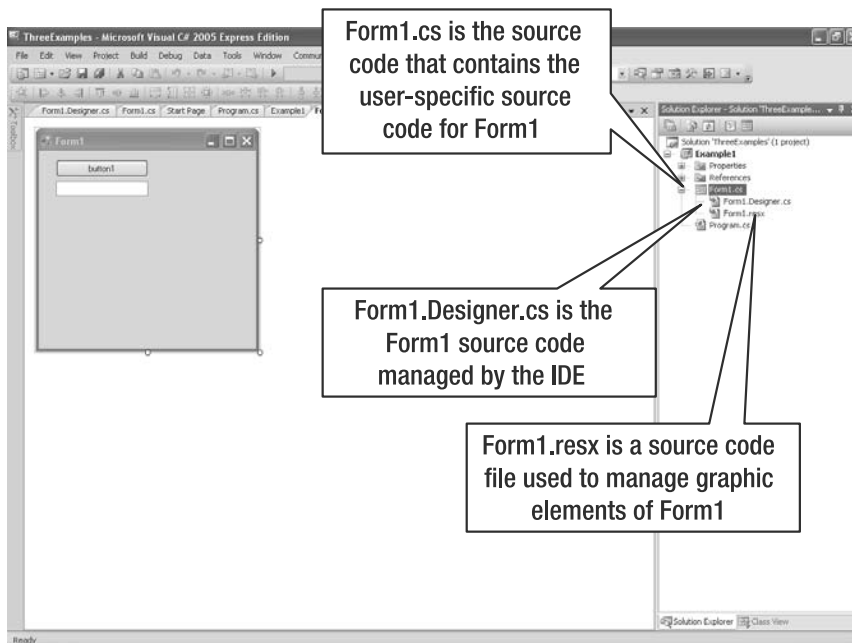 ThreeExamples - Microsoft Visual C# 2005 Express Edition
File Edit View Project Build Debug Data Tools Window
Form1.Designer.cs Form1.cs Start Page Program.cs Example1
Toolbox
Form1
button1
Form1.cs is the source
code that contains the
user-specific source
code for Form1
Form1.Designer.cs is the
Form1 source code
managed by the IDE
Form1.resx is a source code
file used to manage graphic
elements of Form1
Solution Explorer - Solution 'ThreeExample...
Solution 'ThreeExamples' (1 project)
Example1
Properties
References
Form1.cs
Form1.Designer.cs
Form1.resx
Program.cs
Solution Explorer Class View
Ready